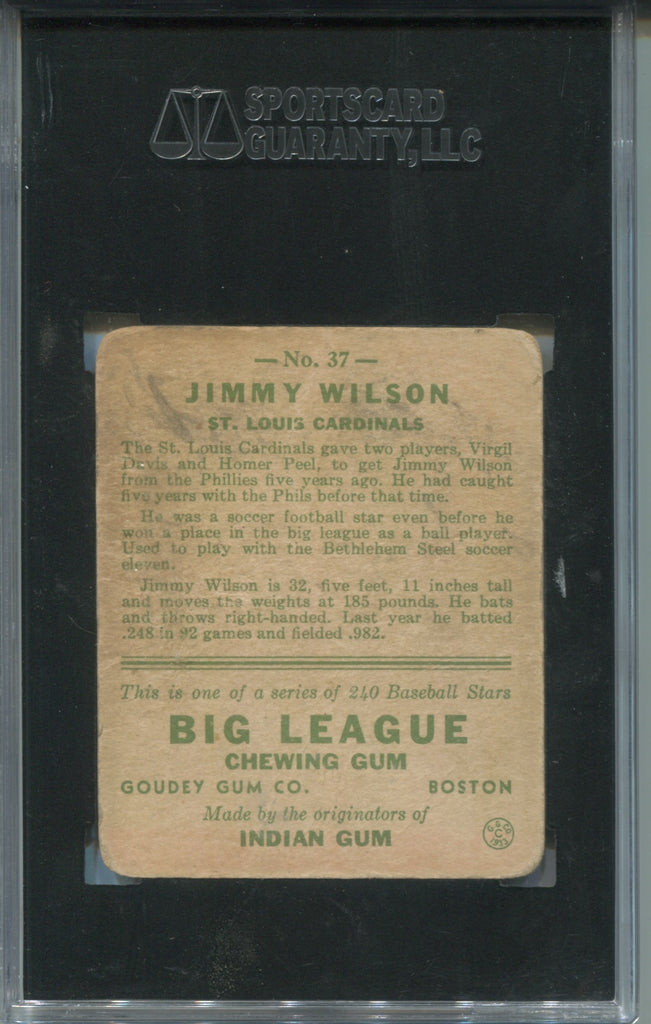 SPORTSCARD
GUARANTY, LLC
— No. 37 —
JIMMY WILSON
ST. LOUIS CARDINALS
The St. Louis Cardinals gave two players, Virgil
Davis and Homer Peel, to get Jimmy Wilson
from the Phillies five years ago. He had caught
five years with the Phils before that time.
He was a soccer football star even before he
won a place in the big league as a ball player.
Used to play with the Bethlehem Steel soccer
eleven.
Jimmy Wilson is 32, five feet, 11 inches tall
and moves the weights at 185 pounds. He bats
and throws right-handed. Last year he batted
.248 in 92 games and fielded .982.
This is one of a series of 240 Baseball Stars
BIG LEAGUE
CHEWING GUM
GOUDEY GUM CO. BOSTON
Made by the originators of
INDIAN GUM
G. G. CO.
C
1933